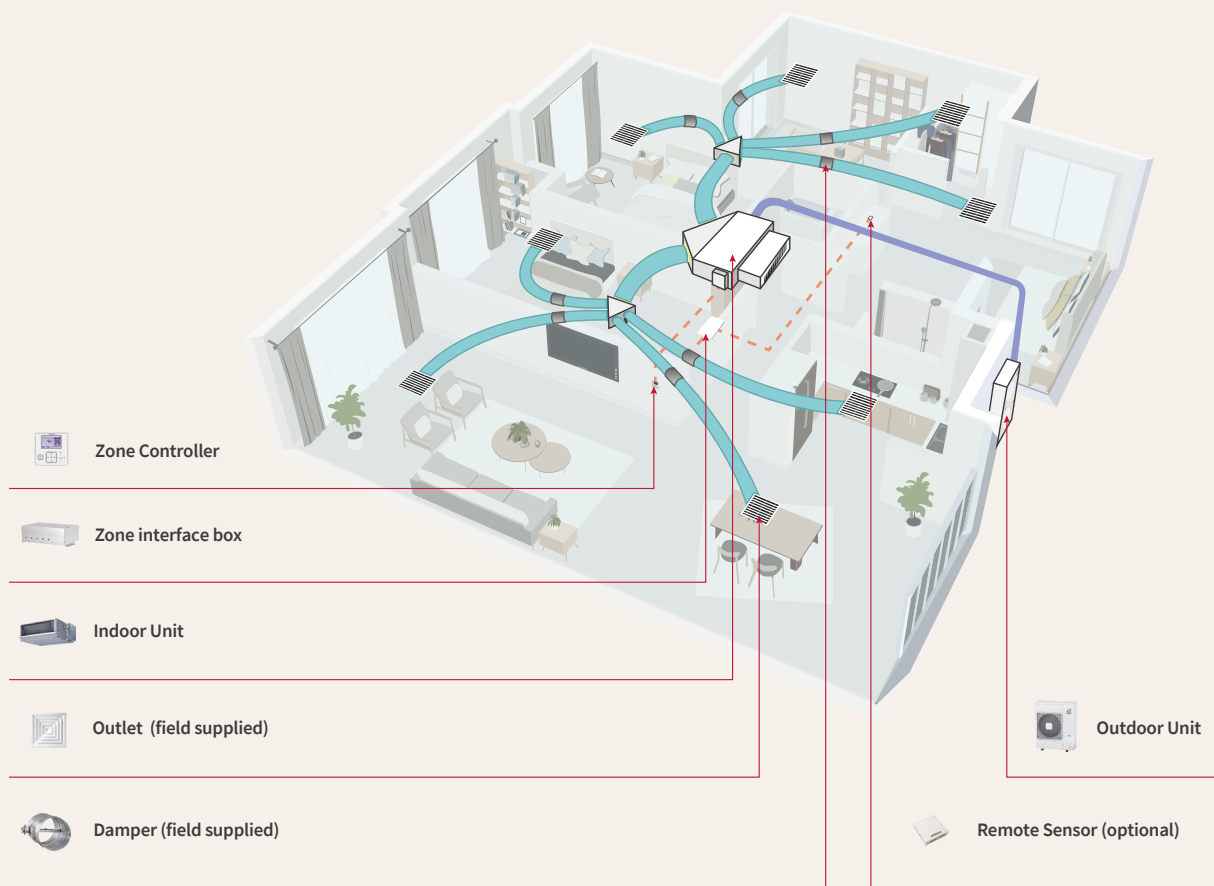 Zone Controller
Zone interface box
Indoor Unit
Outlet (field supplied)
Outdoor Unit
Damper (field supplied)
Remote Sensor (optional)